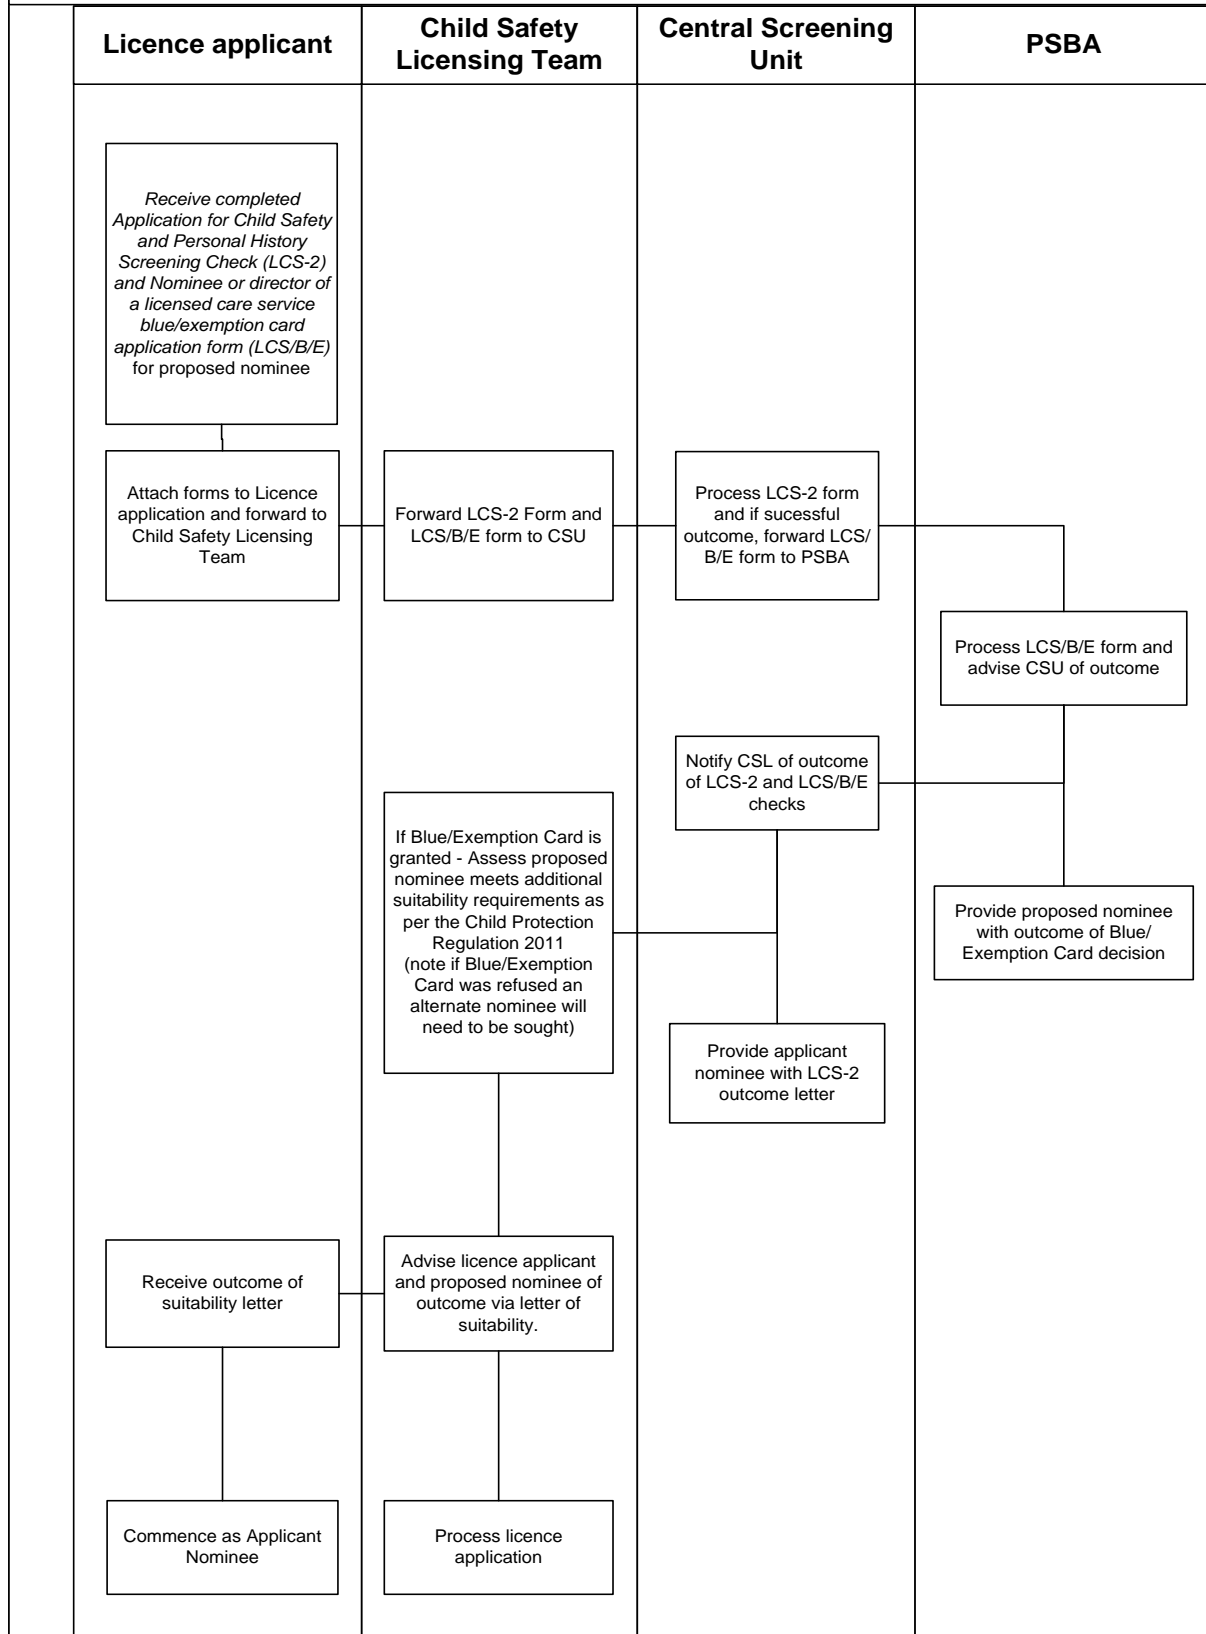 Licence applicant
Child Safety
Licensing Team
Central Screening
Unit
PSBA
Receive completed
Application for Child Safety
and Personal History
Screening Check (LCS-2)
and Nominee or director of
a licensed care service
blue/exemption card
application form (LCS/B/E)
for proposed nominee
Attach forms to Licence
application and forward to
Child Safety Licensing
Team
Forward LCS-2 Form and
LCS/B/E form to CSU
Process LCS-2 form
and if sucessful
outcome, forward LCS/
B/E form to PSBA
Process LCS/B/E form and
advise CSU of outcome
Notify CSL of outcome
of LCS-2 and LCS/B/E
checks
If Blue/Exemption Card is
granted - Assess proposed
nominee meets additional
suitability requirements as
per the Child Protection
Regulation 2011
(note if Blue/Exemption
Card was refused an
alternate nominee will
need to be sought)
Provide proposed nominee
with outcome of Blue/
Exemption Card decision
Provide applicant
nominee with LCS-2
outcome letter
Receive outcome of
suitability letter
Advise licence applicant
and proposed nominee of
outcome via letter of
suitability.
Commence as Applicant
Nominee
Process licence
application